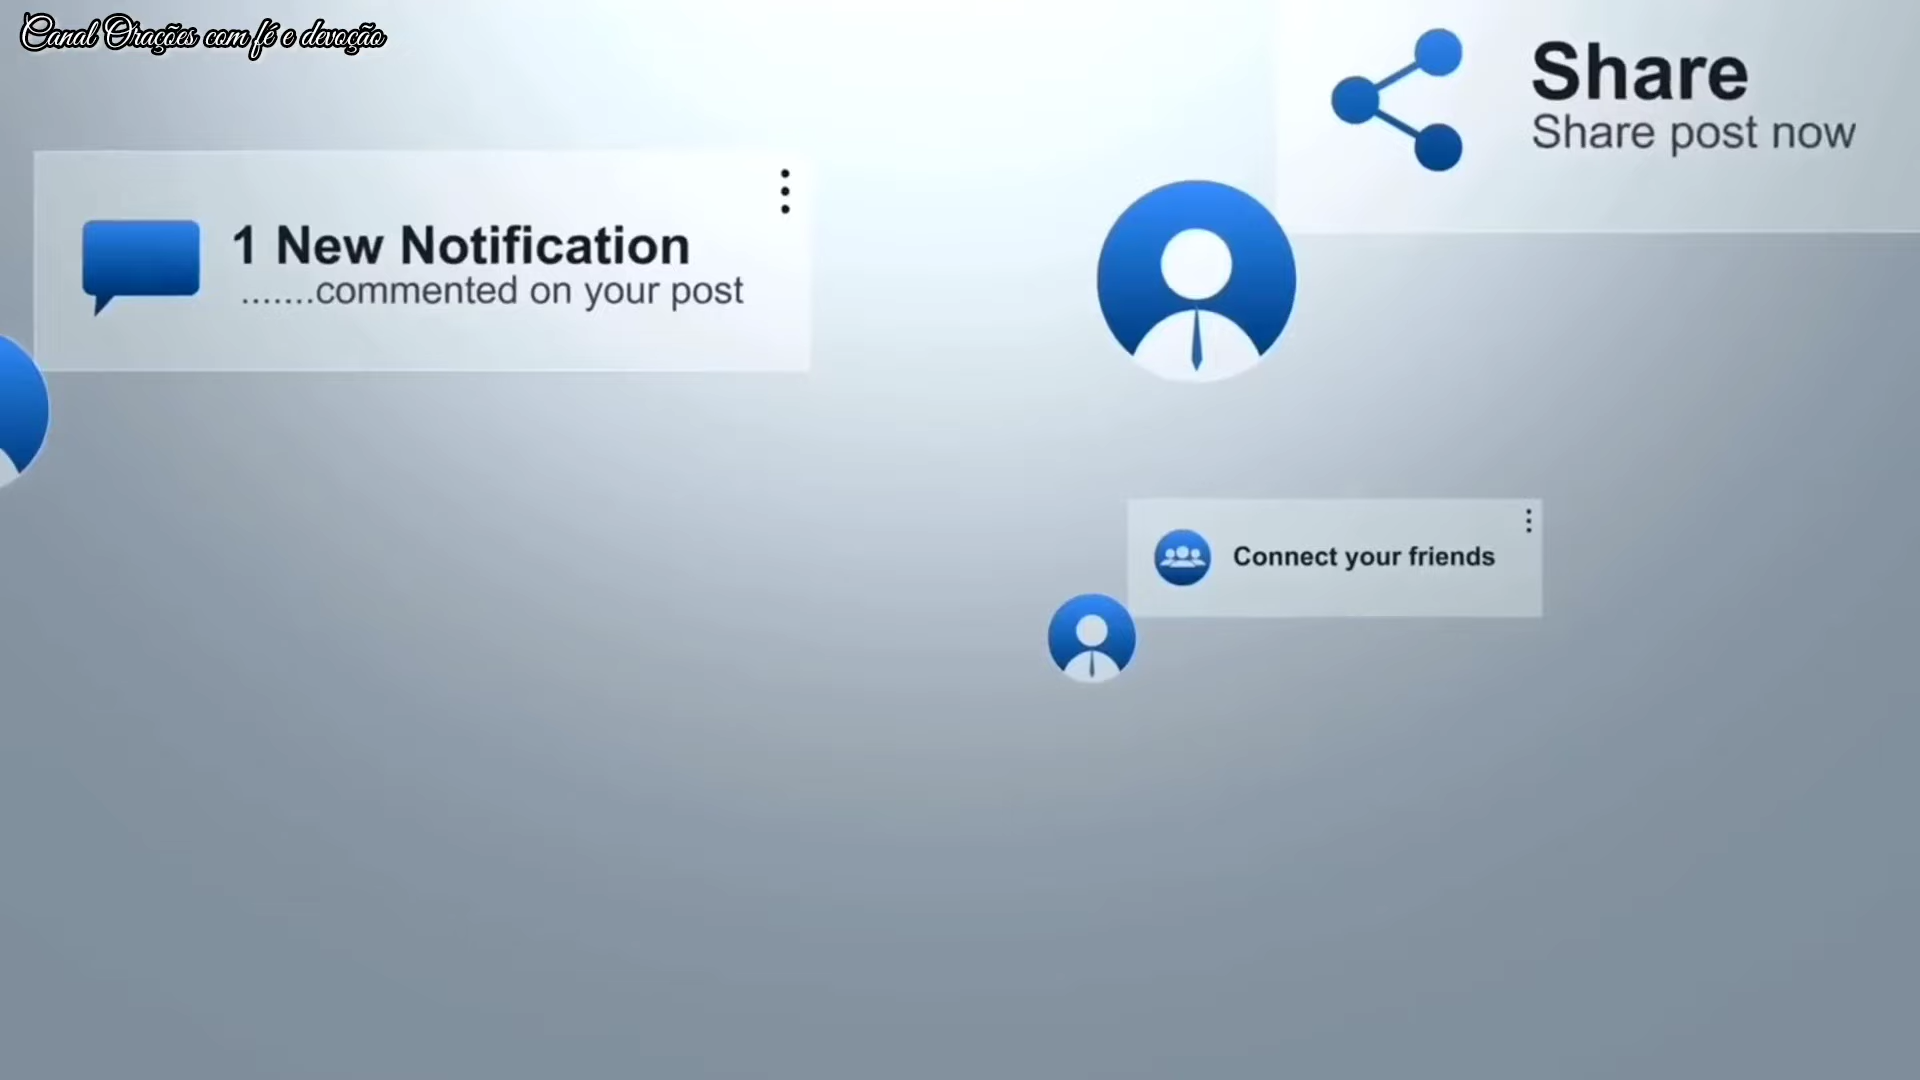 Canal Orações com fé e devoção
Share
Share post now
1 New Notification
.......commented on your post
Connect your friends